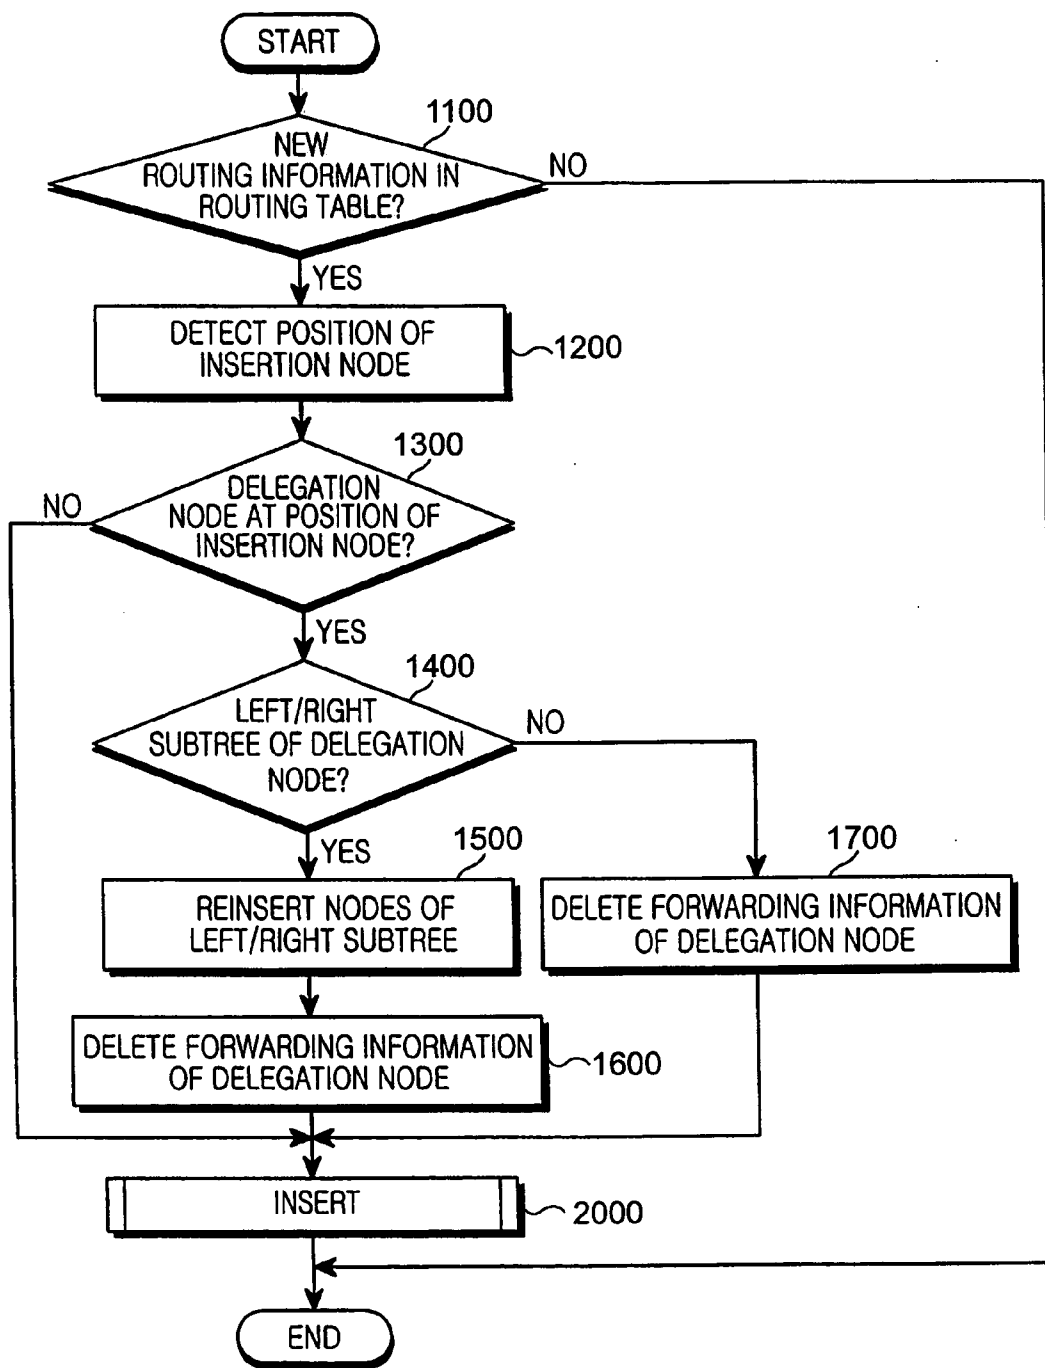 START
1100
NEW
ROUTING INFORMATION IN
ROUTING TABLE?
NO
YES
DETECT POSITION OF
INSERTION NODE
1200
1300
DELEGATION
NODE AT POSITION OF
INSERTION NODE?
NO
YES
1400
LEFT/RIGHT
SUBTREE OF DELEGATION
NODE?
NO
YES
1500
REINSERT NODES OF
LEFT/RIGHT SUBTREE
1700
DELETE FORWARDING INFORMATION
OF DELEGATION NODE
DELETE FORWARDING INFORMATION
OF DELEGATION NODE
1600
INSERT
2000
END